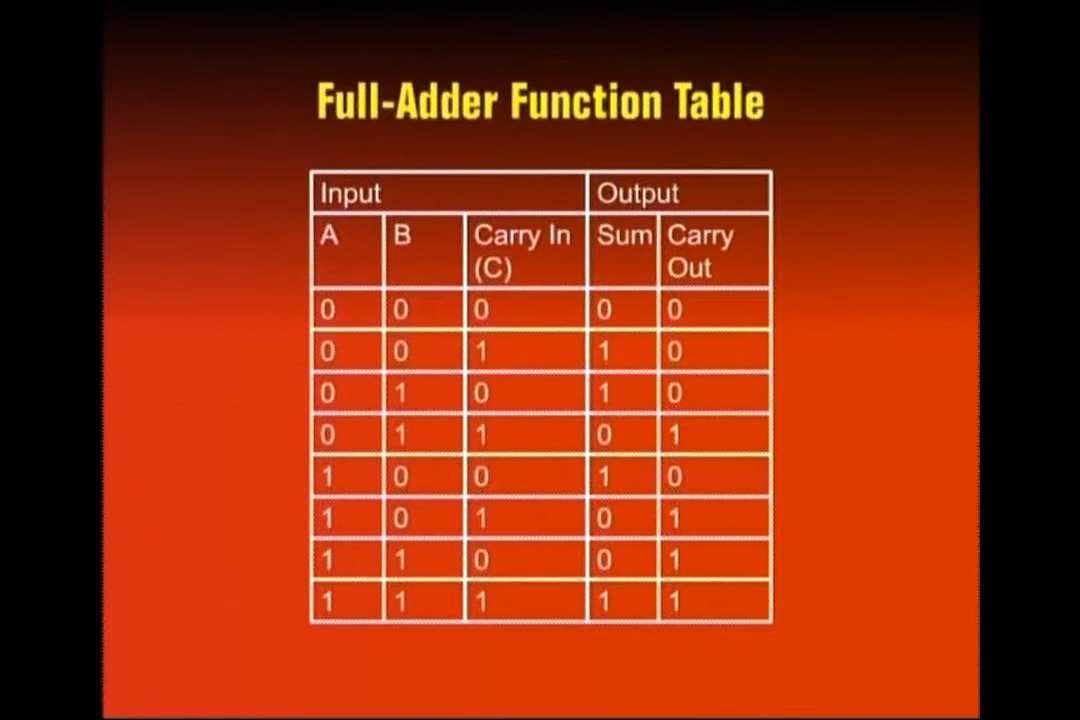 Full-Adder Function Table
Input Output
A B Carry In (C) Sum Carry Out
0 0 0 0 0
0 0 1 1 0
0 1 0 1 0
0 1 1 0 1
1 0 0 1 0
1 0 1 0 1
1 1 0 0 1
1 1 1 1 1